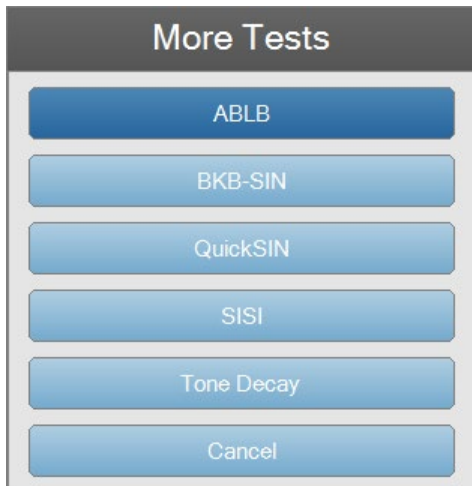 More Tests
ABLB
BKB-SIN
QuickSIN
SISI
Tone Decay
Cancel